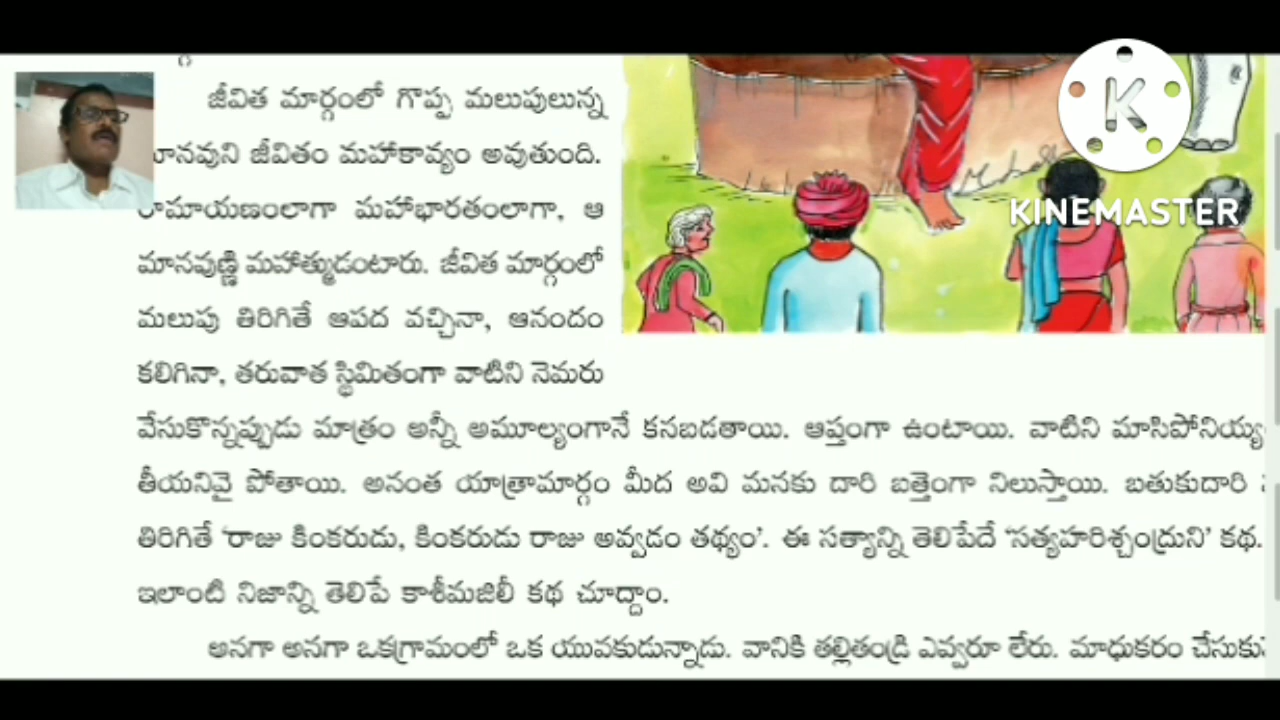 జీవిత మార్గంలో గొప్ప మలుపులున్న
మానవుని జీవితం మహాకావ్యం అవుతుంది.
రామాయణంలాగా మహాభారతంలాగా, ఆ
మానవుణ్ణి మహాత్ముడంటారు. జీవిత మార్గంలో
మలుపు తిరిగితే ఆపద వచ్చినా, ఆనందం
కలిగినా, తరువాత స్థిమితంగా వాటిని నెమరు
వేసుకొన్నప్పుడు మాత్రం అన్నీ అమూల్యంగానే కనబడతాయి. ఆప్తంగా ఉంటాయి. వాటిని మాసిపోనియ్య
తీయనివై పోతాయి. అనంత యాత్రామార్గం మీద అవి మనకు దారి బత్తెంగా నిలుస్తాయి. బతుకుదారి
తిరిగితే 'రాజు కింకరుడు, కింకరుడు రాజు అవ్వడం తథ్యం'. ఈ సత్యాన్ని తెలిపేదే 'సత్యహరిశ్చంద్రుని' కథ.
ఇలాంటి నిజాన్ని తెలిపే కాశీమజిలీ కథ చూద్దాం.
అనగా అనగా ఒకగ్రామంలో ఒక యువకుడున్నాడు. వానికి తల్లితండ్రి ఎవ్వరూ లేరు. మాధుకరం చేసుకు
K
KINEMASTER